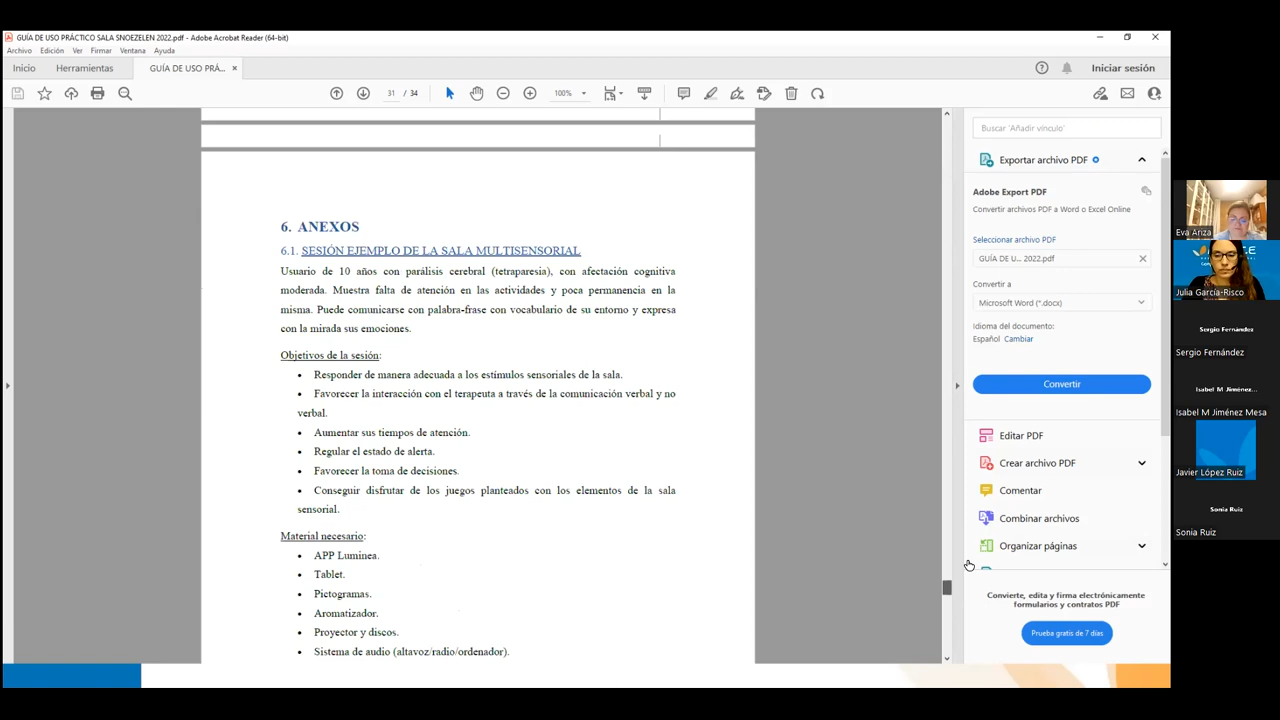 GUÍA DE USO PRÁCTICO SALA SNOEZELEN 2022.pdf - Adobe Acrobat Reader (64-bit)
Archivo Edición Ver Firmar Ventana Ayuda
Inicio Herramientas GUÍA DE USO PRÁ... × Iniciar sesión
31 / 34 100%
6. ANEXOS
6.1. SESIÓN EJEMPLO DE LA SALA MULTISENSORIAL
Usuario de 10 años con parálisis cerebral (tetraparesia), con afectación cognitiva
moderada. Muestra falta de atención en las actividades y poca permanencia en la
misma. Puede comunicarse con palabra-frase con vocabulario de su entorno y expresa
con la mirada sus emociones.
Objetivos de la sesión:
• Responder de manera adecuada a los estímulos sensoriales de la sala.
• Favorecer la interacción con el terapeuta a través de la comunicación verbal y no
verbal.
• Aumentar sus tiempos de atención.
• Regular el estado de alerta.
• Favorecer la toma de decisiones.
• Conseguir disfrutar de los juegos planteados con los elementos de la sala
sensorial.
Material necesario:
• APP Luminea.
• Tablet.
• Pictogramas.
• Aromatizador.
• Proyector y discos.
• Sistema de audio (altavoz/radio/ordenador).
Buscar 'Añadir vínculo'
Exportar archivo PDF
Adobe Export PDF
Convertir archivos PDF a Word o Excel Online
Seleccionar archivo PDF
GUÍA DE U... 2022.pdf
Convertir a
Microsoft Word (*.docx)
Idioma del documento:
Español Cambiar
Convertir
Editar PDF
Crear archivo PDF
Comentar
Combinar archivos
Organizar páginas
Convierte, edita y firma electrónicamente
formularios y contratos PDF
Prueba gratis de 7 días
Eva Ariza
Julia García-Risco
Sergio Fernández
Sergio Fernández
Isabel M Jiménez...
Isabel M Jiménez Mesa
Javier López Ruiz
Sonia Ruiz
Sonia Ruiz